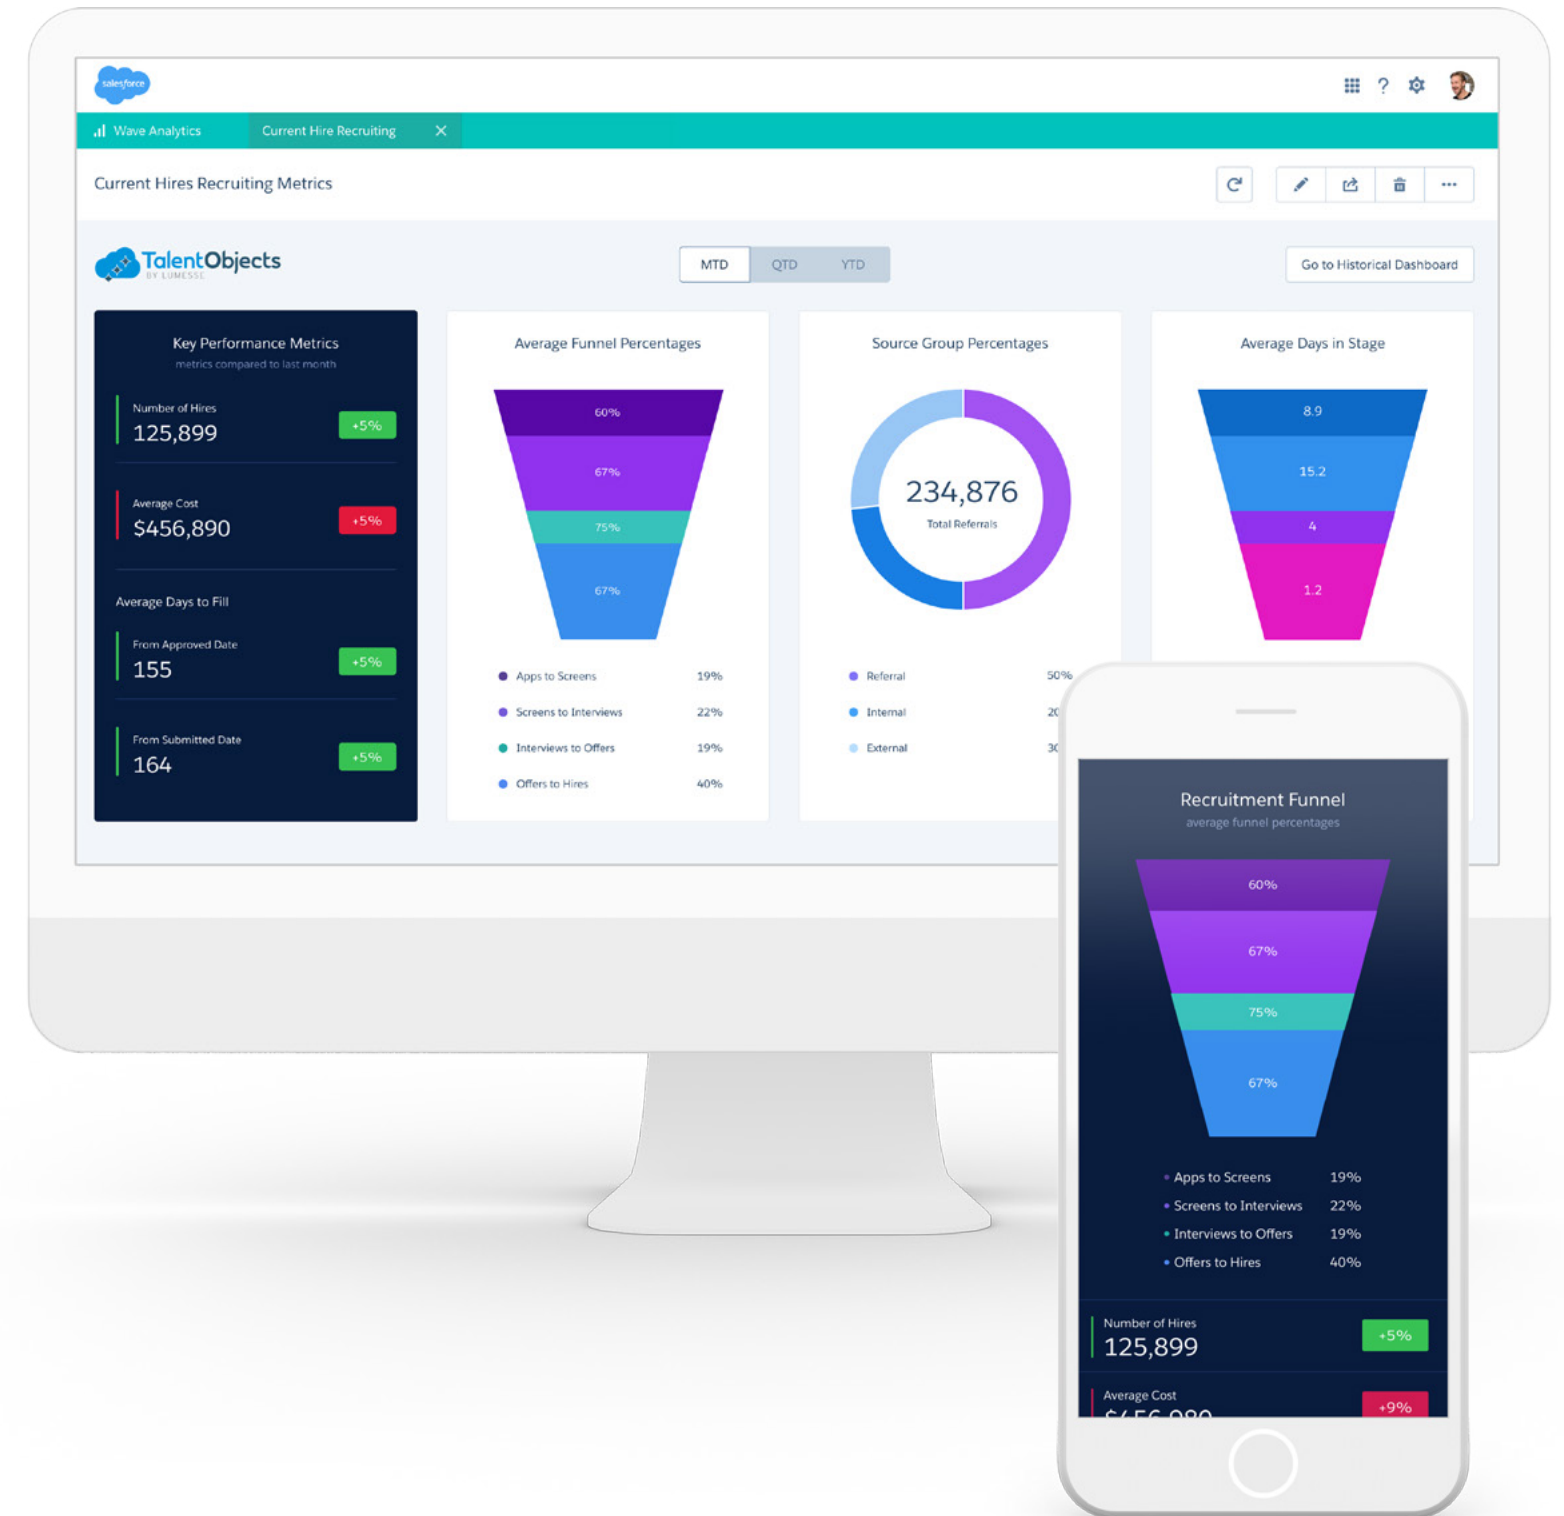 salesforce
?
Wave Analytics
Current Hire Recruiting
Current Hires Recruiting Metrics
TalentObjects
BY LUMESSE
MTD
QTD
YTD
Go to Historical Dashboard
Key Performance Metrics
metrics compared to last month
Number of Hires
125,899
+5%
Average Cost
$456,890
+5%
Average Days to Fill
From Approved Date
155
+5%
From Submitted Date
164
+5%
Average Funnel Percentages
60%
67%
75%
67%
Apps to Screens 19%
Screens to Interviews 22%
Interviews to Offers 19%
Offers to Hires 40%
Source Group Percentages
234,876
Total Referrals
Referral 50%
Internal 20
External 30
Average Days in Stage
8.9
15.2
4
1.2
Recruitment Funnel
average funnel percentages
60%
67%
75%
67%
Apps to Screens 19%
Screens to Interviews 22%
Interviews to Offers 19%
Offers to Hires 40%
Number of Hires
125,899
+5%
Average Cost
+9%